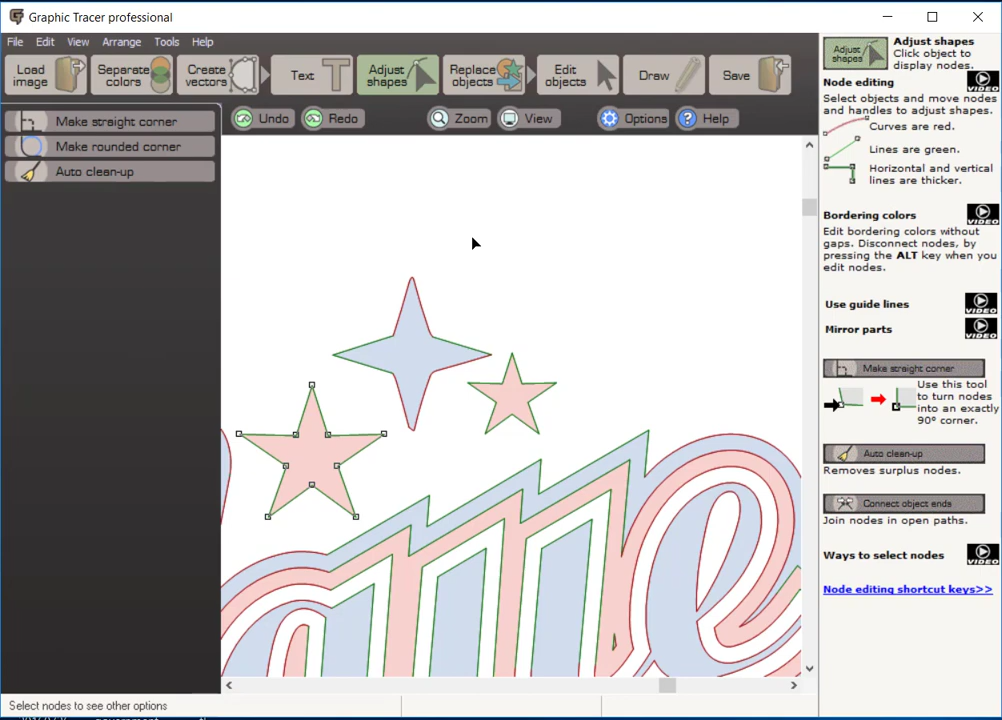 Graphic Tracer professional
File Edit View Arrange Tools Help
Load image
Separate colors
Create vectors
Text
Adjust shapes
Replace objects
Edit objects
Draw
Save
Undo
Redo
Zoom
View
Options
Help
Make straight corner
Make rounded corner
Auto clean-up
Adjust shapes
Adjust shapes
Click object to
display nodes.
Node editing
VIDEO
Select objects and move nodes
and handles to adjust shapes.
Curves are red.
Lines are green.
Horizontal and vertical
lines are thicker.
Bordering colors
VIDEO
Edit bordering colors without
gaps. Disconnect nodes, by
pressing the ALT key when you
edit nodes.
Use guide lines
VIDEO
Mirror parts
VIDEO
Make straight corner
Use this tool
to turn nodes
into an exactly
90° corner.
Auto clean-up
Removes surplus nodes.
Connect object ends
Join nodes in open paths.
Ways to select nodes
VIDEO
Node editing shortcut keys>>
Select nodes to see other options